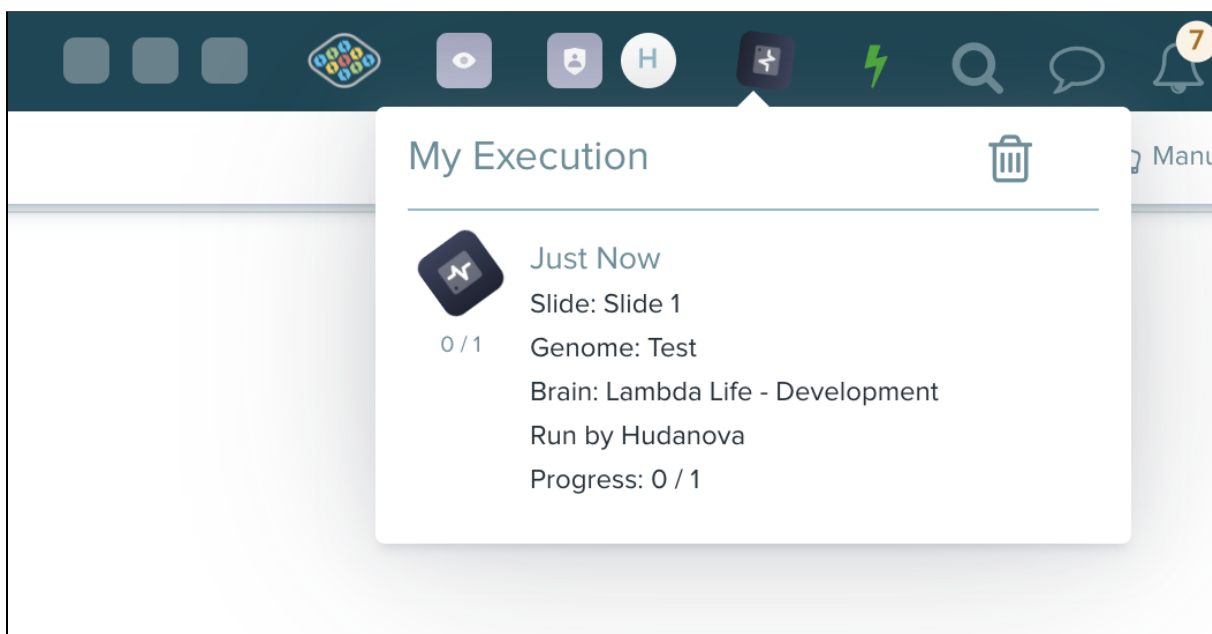 H
7
My Execution
Manu
Just Now
Slide: Slide 1
0 / 1
Genome: Test
Brain: Lambda Life - Development
Run by Hudanova
Progress: 0 / 1